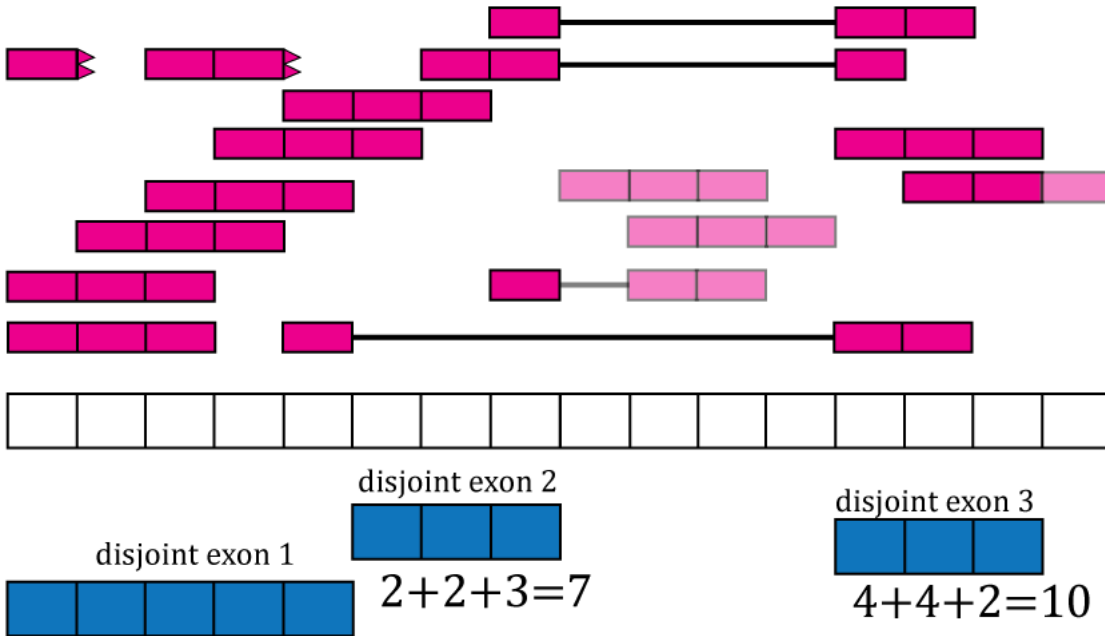 disjoint exon 2
disjoint exon 3
disjoint exon 1
2+2+3=7
4+4+2=10